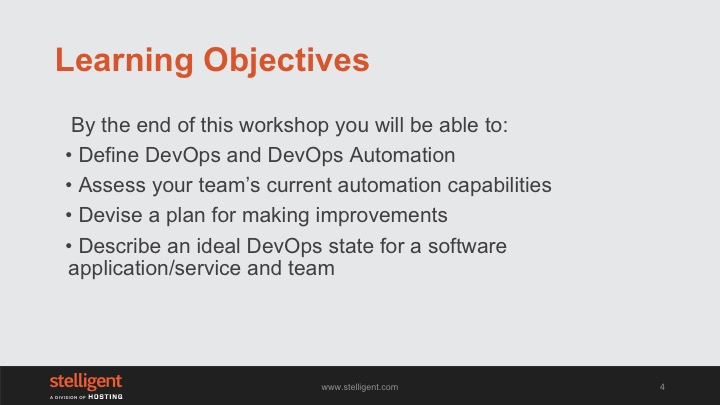 Learning Objectives
By the end of this workshop you will be able to:
• Define DevOps and DevOps Automation
• Assess your team’s current automation capabilities
• Devise a plan for making improvements
• Describe an ideal DevOps state for a software
application/service and team
stelligent
A DIVISION OF HOSTING
www.stelligent.com
4